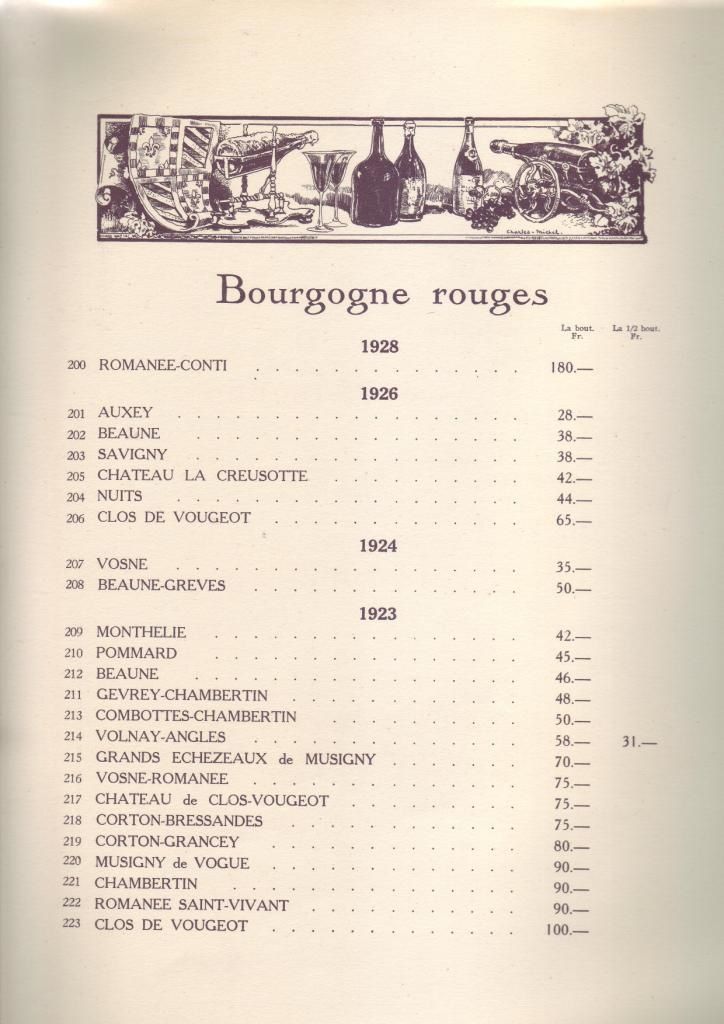 Charles-Michel.
Bourgogne rouges
La bout. La 1/2 bout.
Fr. Fr.
1928
200 ROMANEE-CONTI . . . . . . . . . . . . . . 180.—
1926
201 AUXEY . . . . . . . . . . . . . . . . . . 28.—
202 BEAUNE . . . . . . . . . . . . . . . . . 38.—
203 SAVIGNY . . . . . . . . . . . . . . . . . 38.—
205 CHATEAU LA CREUSOTTE . . . . . . . . . . 42.—
204 NUITS . . . . . . . . . . . . . . . . . . 44.—
206 CLOS DE VOUGEOT . . . . . . . . . . . . . 65.—
1924
207 VOSNE . . . . . . . . . . . . . . . . . . 35.—
208 BEAUNE-GREVES . . . . . . . . . . . . . . 50.—
1923
209 MONTHELIE . . . . . . . . . . . . . . . . 42.—
210 POMMARD . . . . . . . . . . . . . . . . 45.—
212 BEAUNE . . . . . . . . . . . . . . . . . 46.—
211 GEVREY-CHAMBERTIN . . . . . . . . . . . . 48.—
213 COMBOTTES-CHAMBERTIN . . . . . . . . . . 50.—
214 VOLNAY-ANGLES . . . . . . . . . . . . . . 58.— 31.—
215 GRANDS ECHEZEAUX de MUSIGNY . . . . . . . 70.—
216 VOSNE-ROMANEE . . . . . . . . . . . . . . 75.—
217 CHATEAU de CLOS-VOUGEOT . . . . . . . . . 75.—
218 CORTON-BRESSANDES . . . . . . . . . . . . 75.—
219 CORTON-GRANCEY . . . . . . . . . . . . . 80.—
220 MUSIGNY de VOGUE . . . . . . . . . . . . . 90.—
221 CHAMBERTIN . . . . . . . . . . . . . . . 90.—
222 ROMANEE SAINT-VIVANT . . . . . . . . . . . 90.—
223 CLOS DE VOUGEOT . . . . . . . . . . . . . 100.—